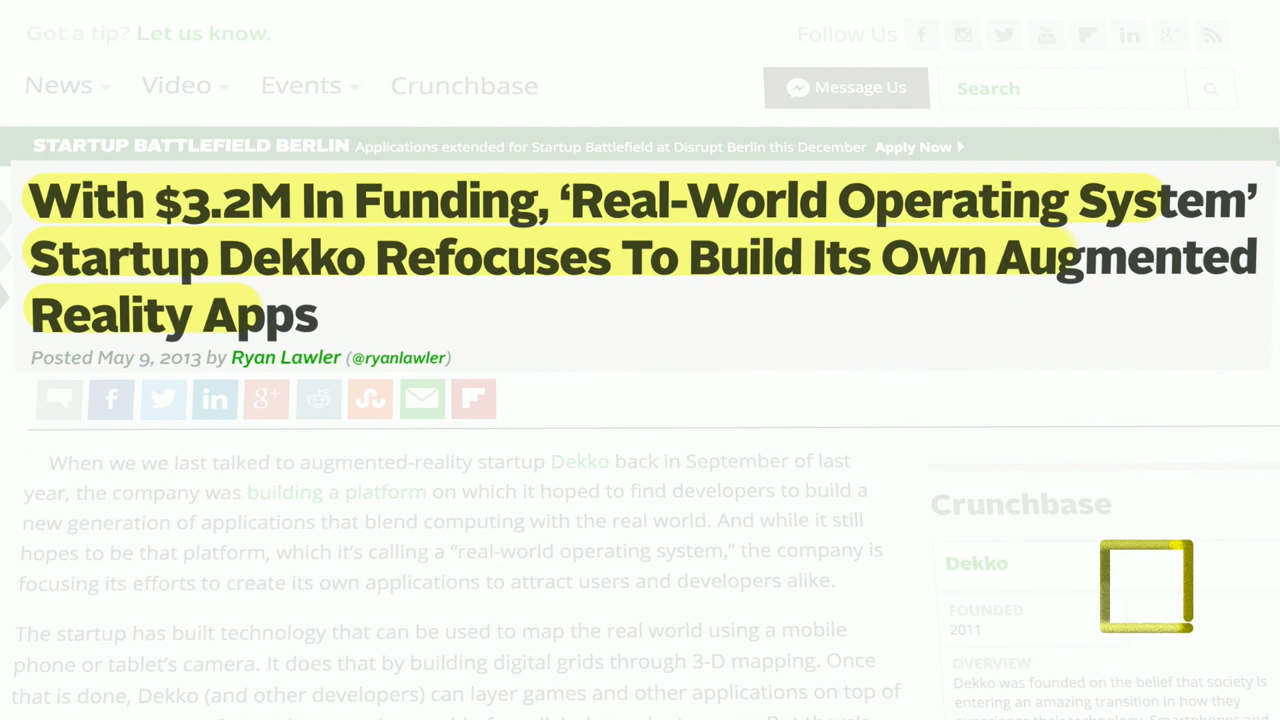 Got a tip? Let us know.
Follow Us
News Video Events Crunchbase
Message Us
Search
STARTUP BATTLEFIELD BERLIN Applications extended for Startup Battlefield at Disrupt Berlin this December Apply Now
With $3.2M In Funding, ‘Real-World Operating System’
Startup Dekko Refocuses To Build Its Own Augmented
Reality Apps
Posted May 9, 2013 by Ryan Lawler (@ryanlawler)
When we we last talked to augmented-reality startup Dekko back in September of last
year, the company was building a platform on which it hoped to find developers to build a
new generation of applications that blend computing with the real world. And while it still
hopes to be that platform, which it’s calling a “real-world operating system,” the company is
focusing its efforts to create its own applications to attract users and developers alike.
The startup has built technology that can be used to map the real world using a mobile
phone or tablet’s camera. It does that by building digital grids through 3-D mapping. Once
that is done, Dekko (and other developers) can layer games and other applications on top of
Crunchbase
Dekko
FOUNDED
2011
OVERVIEW
Dekko was founded on the belief that society is
entering an amazing transition in how they